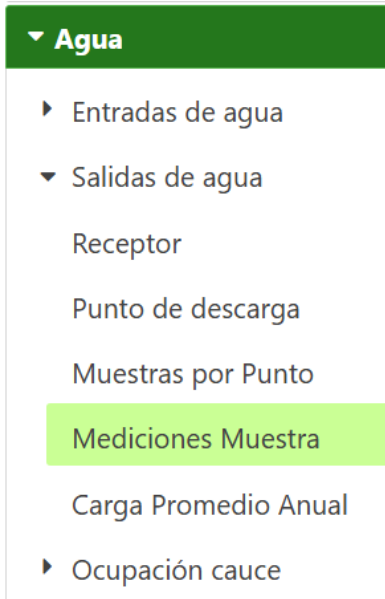 Agua
Entradas de agua
Salidas de agua
Receptor
Punto de descarga
Muestras por Punto
Mediciones Muestra
Carga Promedio Anual
Ocupación cauce